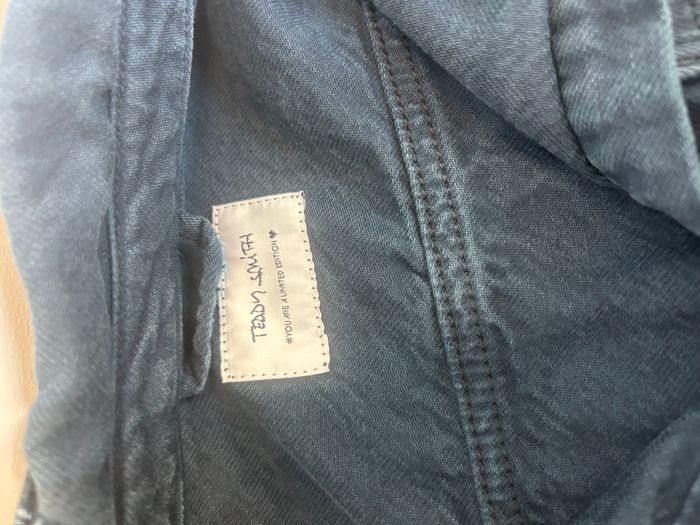 TEDDY SMITH
#YOU ARE A LIMITED EDITION